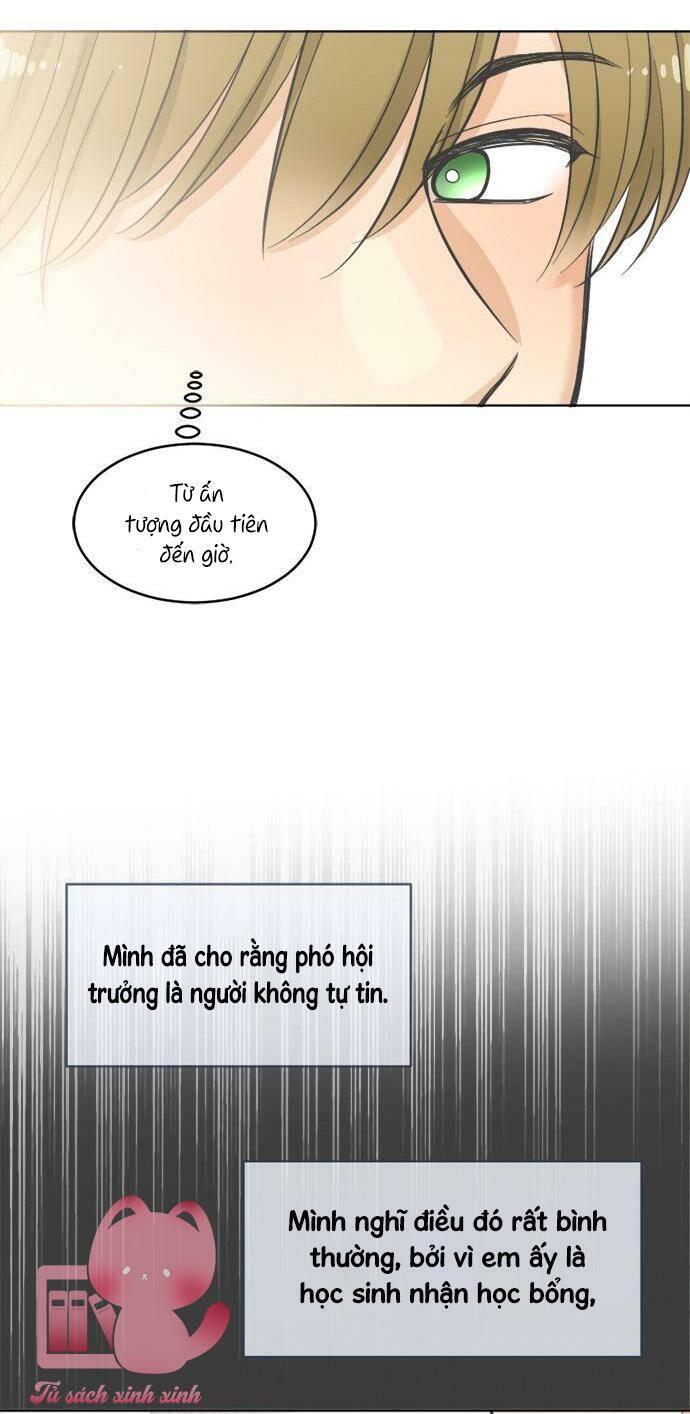 Từ ấn
tượng đầu tiên
đến giờ,
Mình đã cho rằng phó hội
trưởng là người không tự tin.
Mình nghĩ điều đó rất bình
thường, bởi vì em ấy là
học sinh nhận học bổng,
Tủ sách xinh xinh